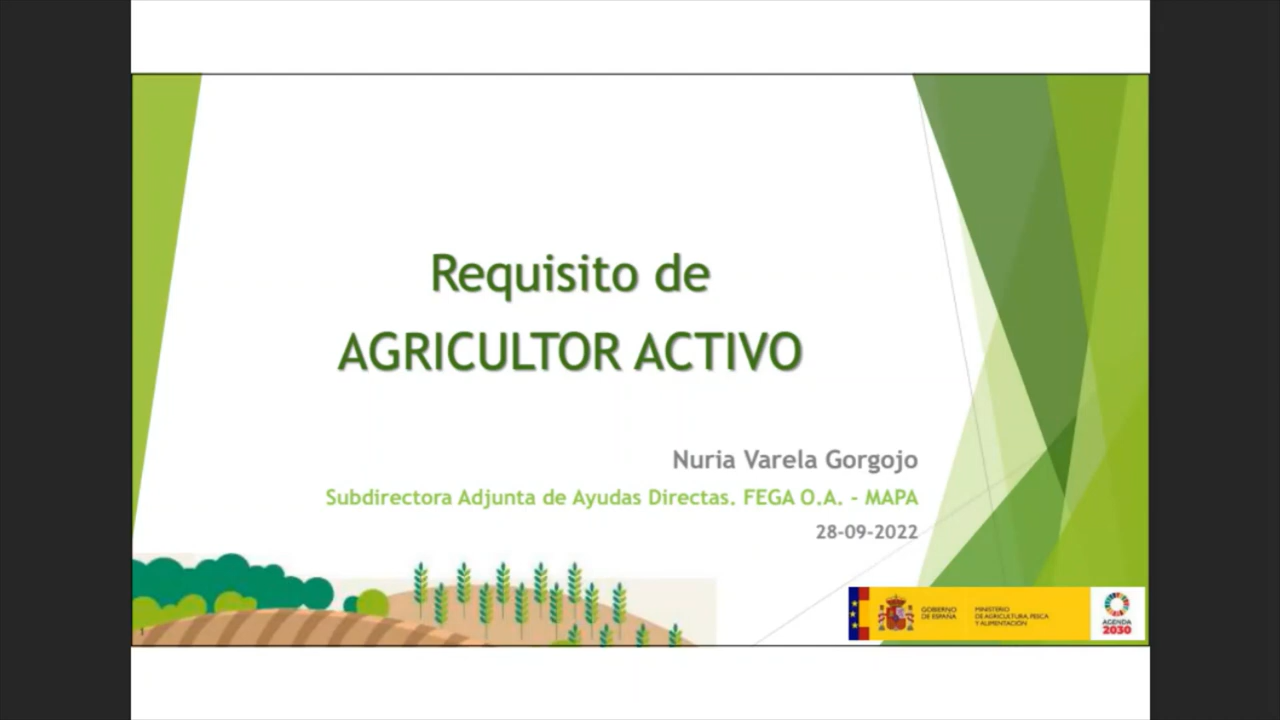 Requisito de
AGRICULTOR ACTIVO
Nuria Varela Gorgojo
Subdirectora Adjunta de Ayudas Directas. FEGA O.A. - MAPA
28-09-2022
GOBIERNO
DE ESPAÑA
MINISTERIO
DE AGRICULTURA, PESCA
Y ALIMENTACIÓN
AGENDA
2030